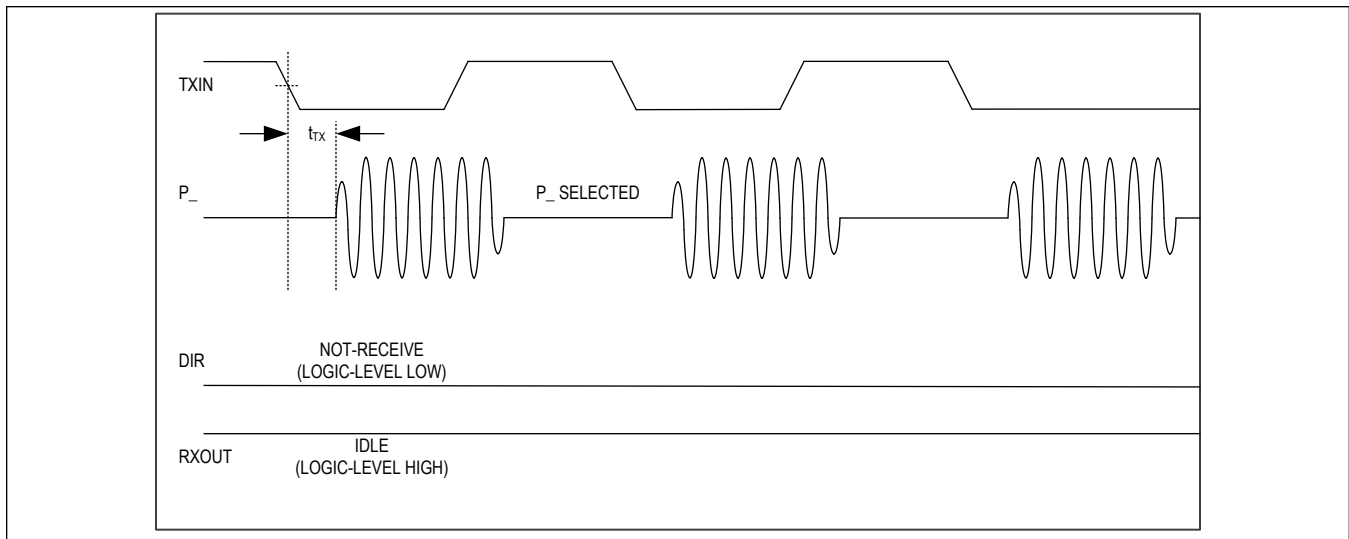 TXIN
tTX
P_
P_ SELECTED
DIR
NOT-RECEIVE
(LOGIC-LEVEL LOW)
RXOUT
IDLE
(LOGIC-LEVEL HIGH)